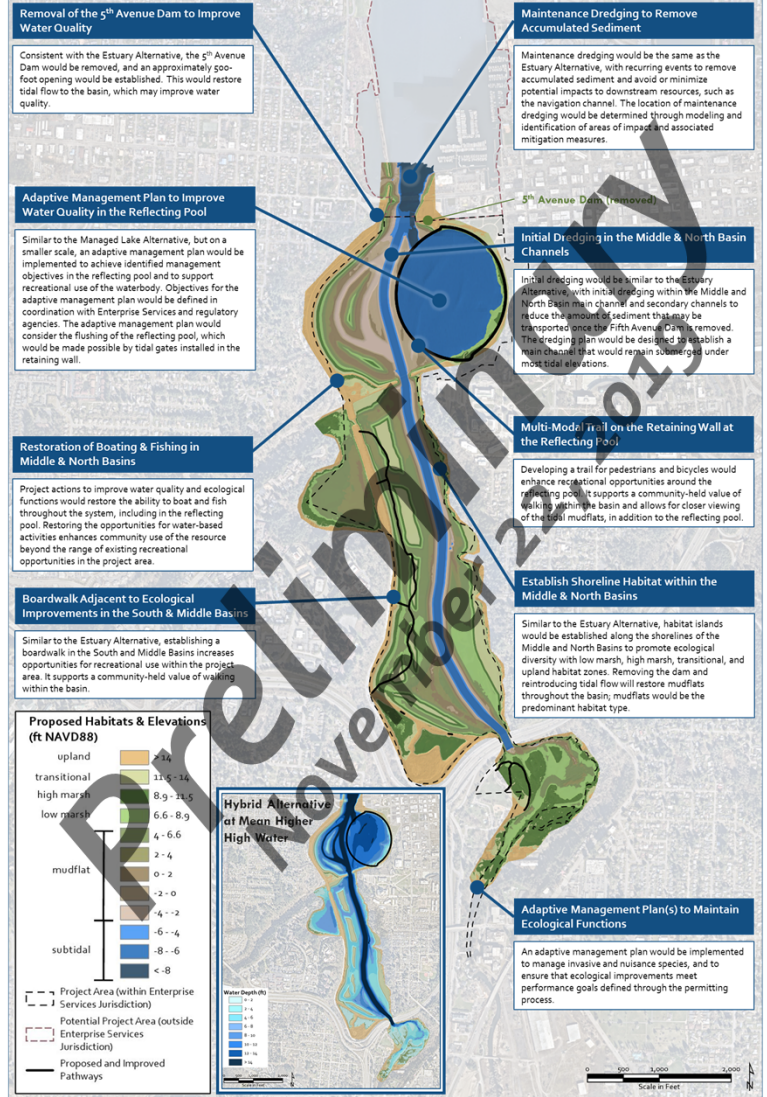 Removal of the 5th Avenue Dam to Improve
Water Quality
Consistent with the Estuary Alternative, the 5th Avenue
Dam would be removed, and an approximately 500-
foot opening would be established. This would restore
tidal flow to the basin, which may improve water
quality.
Maintenance Dredging to Remove
Accumulated Sediment
Maintenance dredging would be the same as the
Estuary Alternative, with recurring events to remove
accumulated sediment and avoid or minimize
potential impacts to downstream resources, such as
the navigation channel. The location of maintenance
dredging would be determined through modeling and
identification of areas of impact and associated
mitigation measures.
Adaptive Management Plan to Improve
Water Quality in the Reflecting Pool
Similar to the Managed Lake Alternative, but on a
smaller scale, an adaptive management plan would be
implemented to achieve identified management
objectives in the reflecting pool and to support
recreational use of the waterbody. Objectives for the
adaptive management plan would be defined in
coordination with Enterprise Services and regulatory
agencies. The adaptive management plan would
consider the flushing of the reflecting pool, which
would be made possible by tidal gates installed in the
retaining wall.
5th Avenue Dam (removed)
Initial Dredging in the Middle & North Basin
Channels
Initial dredging would be similar to the Estuary
Alternative, with initial dredging within the Middle and
North Basin main channel and secondary channels to
reduce the amount of sediment that may be
transported once the Fifth Avenue Dam is removed.
The dredging plan would be designed to establish a
main channel that would remain submerged under
most tidal elevations.
Restoration of Boating & Fishing in
Middle & North Basins
Project actions to improve water quality and ecological
functions would restore the ability to boat and fish
throughout the system, including in the reflecting
pool. Restoring the opportunities for water-based
activities enhances community use of the resource
beyond the range of existing recreational
opportunities in the project area.
Multi-Modal Trail on the Retaining Wall at
the Reflecting Pool
Developing a trail for pedestrians and bicycles would
enhance recreational opportunities around the
reflecting pool. It supports a community-held value of
walking within the basin and allows for closer viewing
of the tidal mudflats, in addition to the reflecting pool.
Boardwalk Adjacent to Ecological
Improvements in the South & Middle Basins
Similar to the Estuary Alternative, establishing a
boardwalk in the South and Middle Basins increases
opportunities for recreational use within the project
area. It supports a community-held value of walking
within the basin.
Establish Shoreline Habitat within the
Middle & North Basins
Similar to the Estuary Alternative, habitat islands
would be established along the shorelines of the
Middle and North Basins to promote ecological
diversity with low marsh, high marsh, transitional, and
upland habitat zones. Removing the dam and
reintroducing tidal flow will restore mudflats
throughout the basin; mudflats would be the
predominant habitat type.
Proposed Habitats & Elevations
(ft NAVD88)
upland >14
transitional 11.5 - 14
high marsh 8.9 - 11.5
low marsh 6.6 - 8.9
4 - 6.6
2 - 4
mudflat 0 - 2
-2 - 0
-4 - -2
-6 - -4
subtidal -8 - -6
< -8
Project Area (within Enterprise
Services Jurisdiction)
Potential Project Area (outside
Enterprise Services
Jurisdiction)
Proposed and Improved
Pathways
Hybrid Alternative
at Mean Higher
High Water
Water Depth (ft)
0 - 2
2 - 4
4 - 6
6 - 8
8 - 10
10 - 12
12 - 14
> 14
Scale in Feet
N
Adaptive Management Plan(s) to Maintain
Ecological Functions
An adaptive management plan would be implemented
to manage invasive and nuisance species, and to
ensure that ecological improvements meet
performance goals defined through the permitting
process.
0 500 1,000 2,000
Scale in Feet
N
Preliminary
November 22, 2019